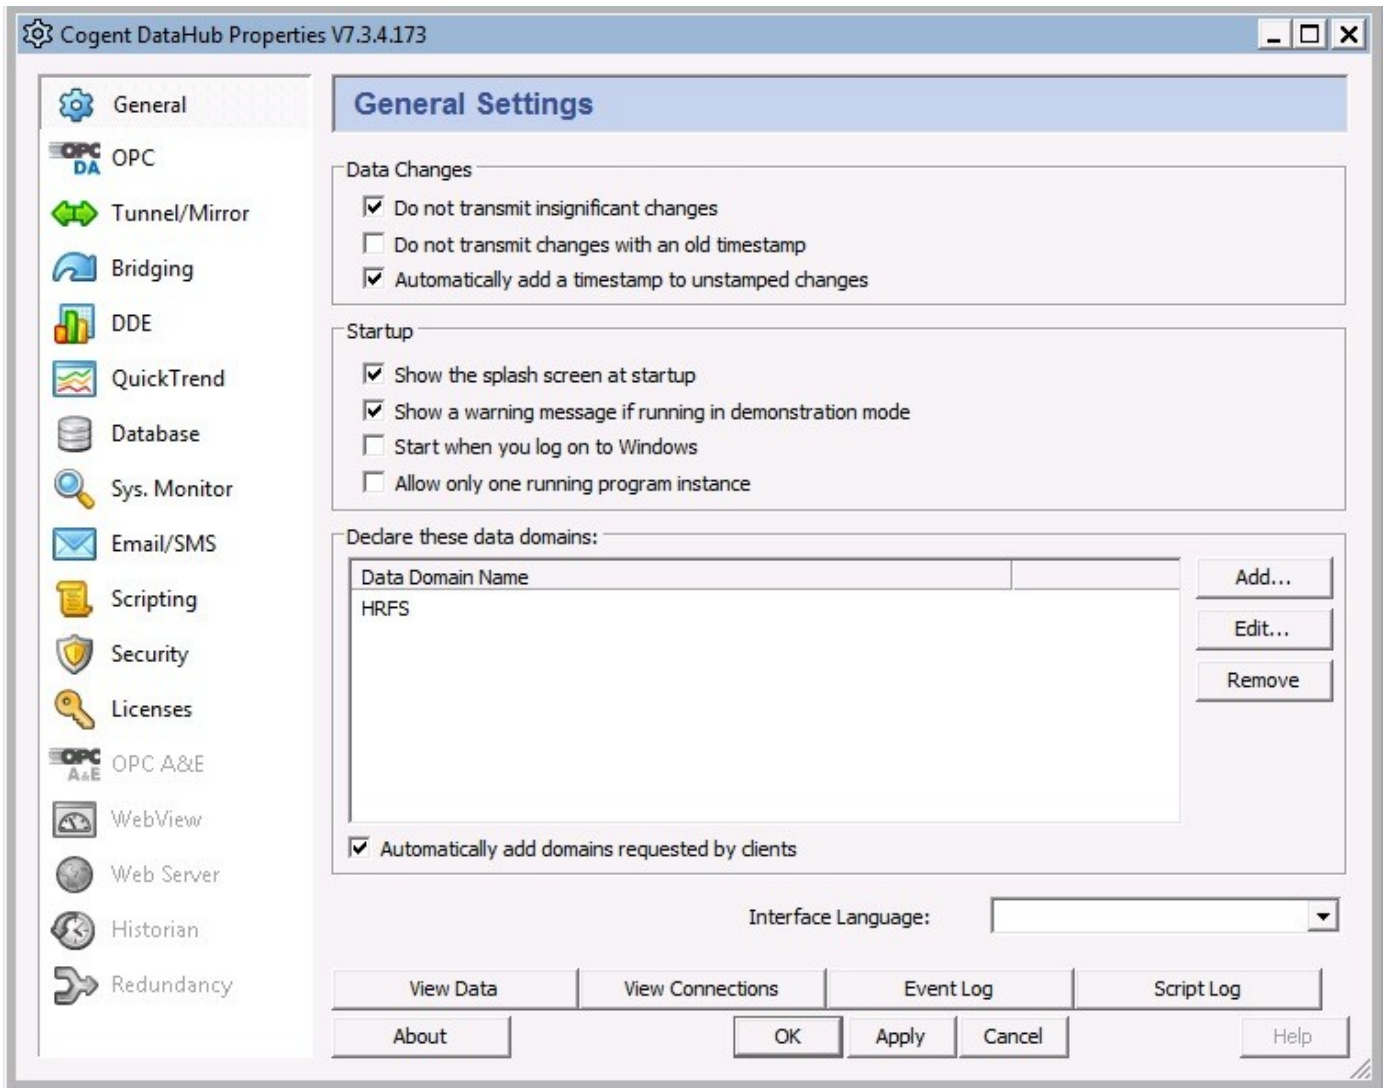 Cogent DataHub Properties V7.3.4.173
General
OPC DA OPC
Tunnel/Mirror
Bridging
DDE
QuickTrend
Database
Sys. Monitor
Email/SMS
Scripting
Security
Licenses
OPC A&E OPC A&E
WebView
Web Server
Historian
Redundancy
General Settings
Data Changes
Do not transmit insignificant changes
Do not transmit changes with an old timestamp
Automatically add a timestamp to unstamped changes
Startup
Show the splash screen at startup
Show a warning message if running in demonstration mode
Start when you log on to Windows
Allow only one running program instance
Declare these data domains:
Data Domain Name
HRFS
Add...
Edit...
Remove
Automatically add domains requested by clients
Interface Language:
View Data View Connections Event Log Script Log
About OK Apply Cancel Help